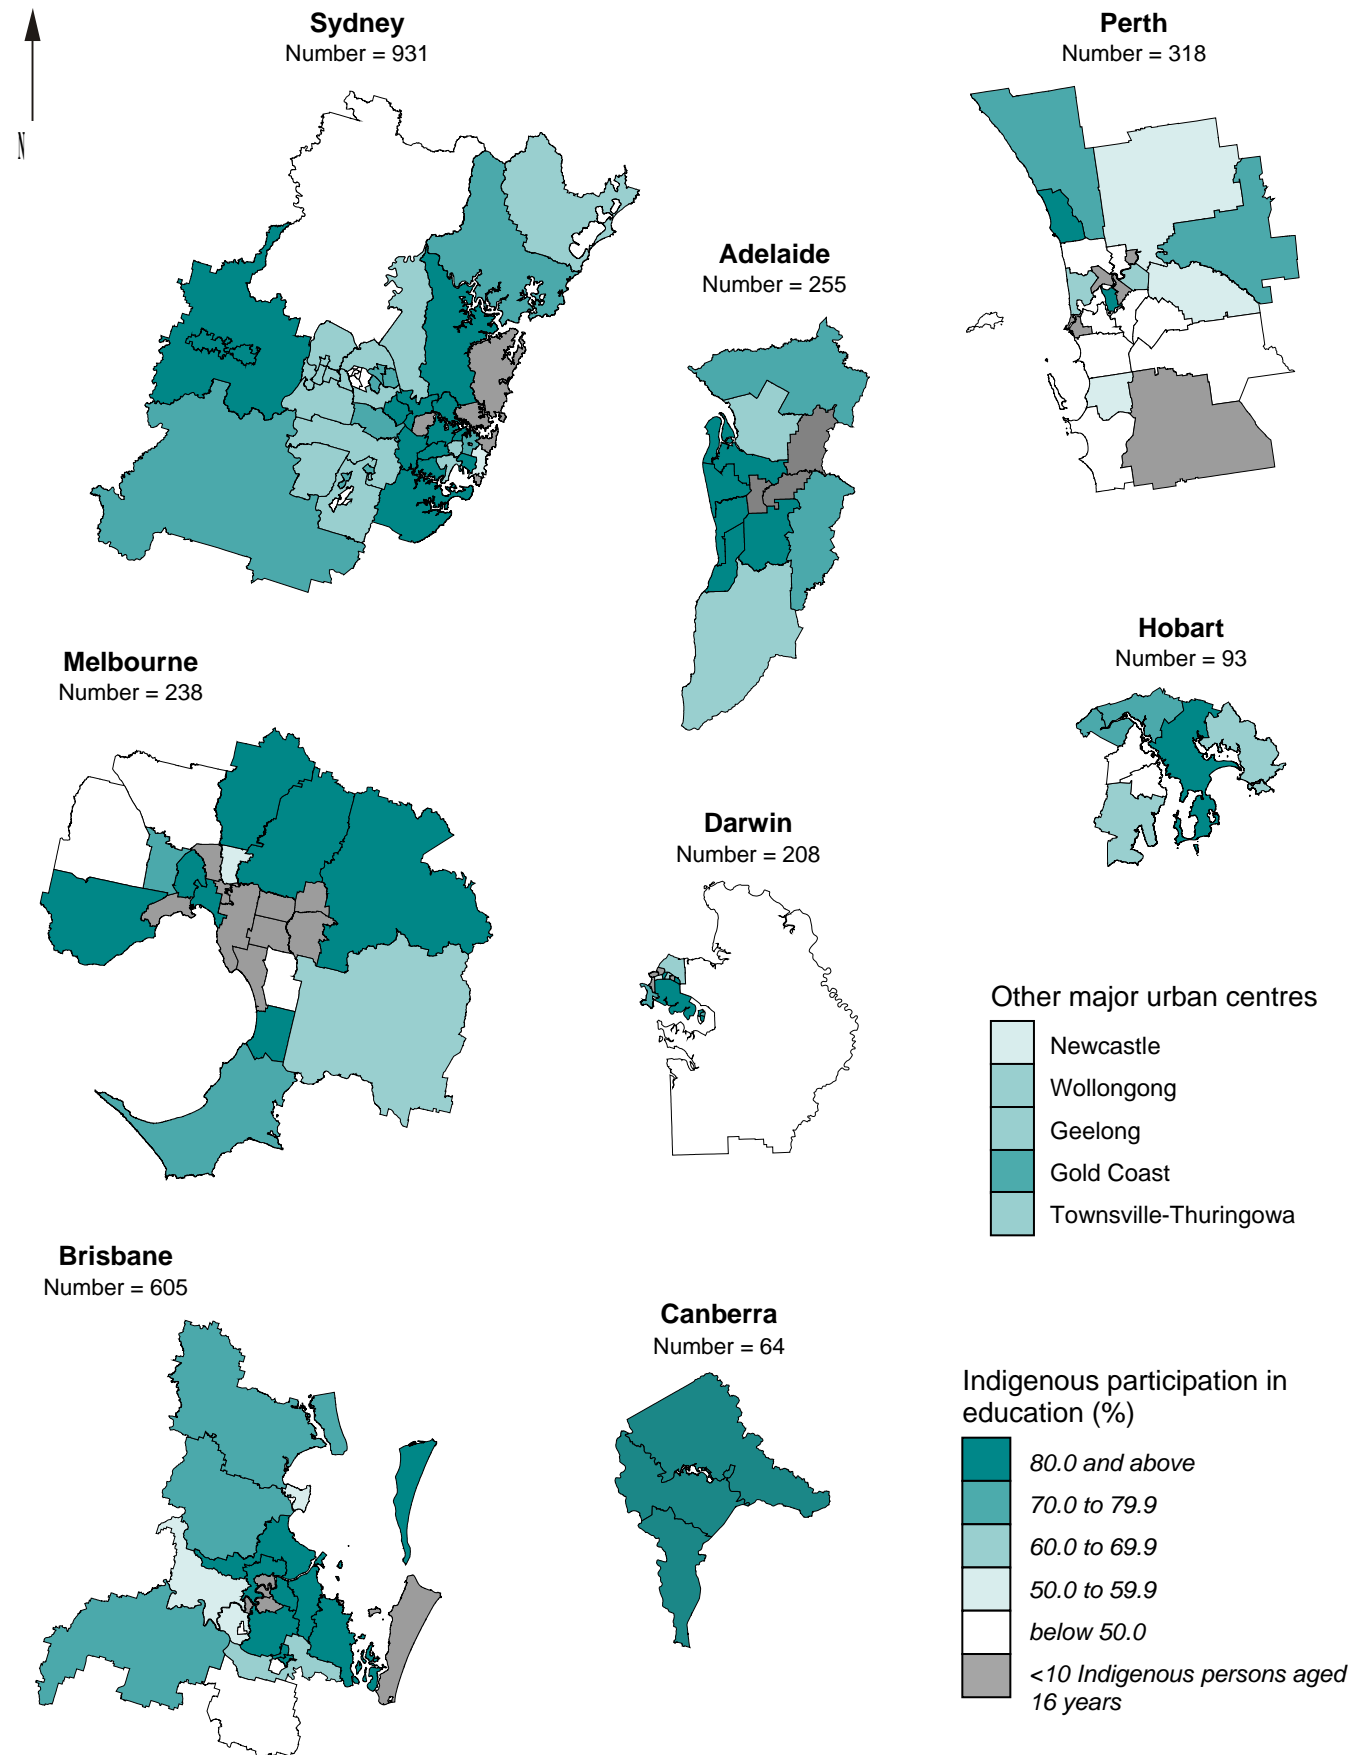 Sydney
Number = 931
Perth
Number = 318
N
Adelaide
Number = 255
Hobart
Number = 93
Melbourne
Number = 238
Darwin
Number = 208
Other major urban centres
Newcastle
Wollongong
Geelong
Gold Coast
Townsville-Thuringowa
Brisbane
Number = 605
Canberra
Number = 64
Indigenous participation in
education (%)
80.0 and above
70.0 to 79.9
60.0 to 69.9
50.0 to 59.9
below 50.0
<10 Indigenous persons aged
16 years